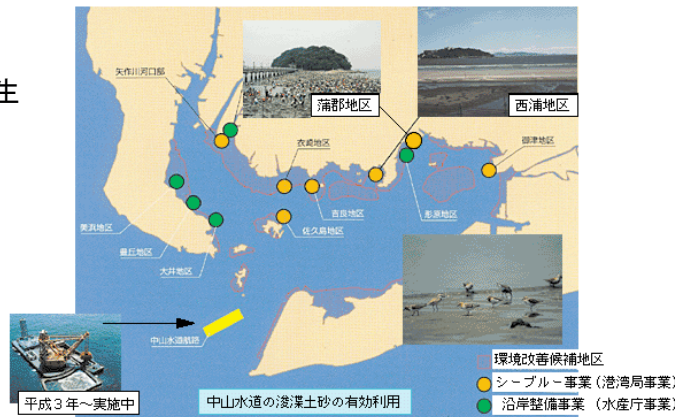 生
矢作川河口部
蒲郡地区
西浦地区
衣崎地区
御津地区
吉良地区
形原地区
佐久島地区
美浜地区
豊丘地区
大井地区
中山水道航路
平成3年～実施中
中山水道の浚渫土砂の有効利用
環境改善候補地区
シーブルー事業（港湾局事業）
沿岸整備事業（水産庁事業）